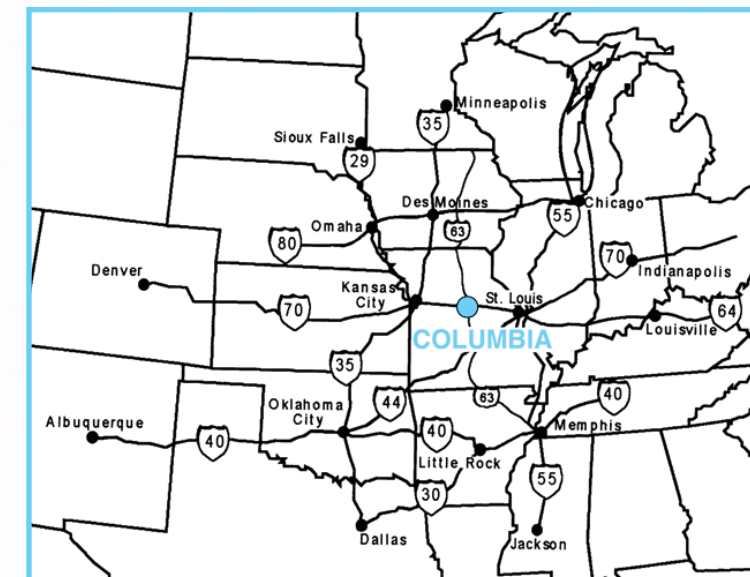 Minneapolis
35
Sioux Falls
29
Des Moines
Chicago
55
Omaha
63
80
70
Indianapolis
Denver
Kansas
City
St. Louis
70
64
Louisville
COLUMBIA
35
44
63
40
Oklahoma
City
Albuquerque
40
40
Memphis
Little Rock
55
30
Dallas
Jackson